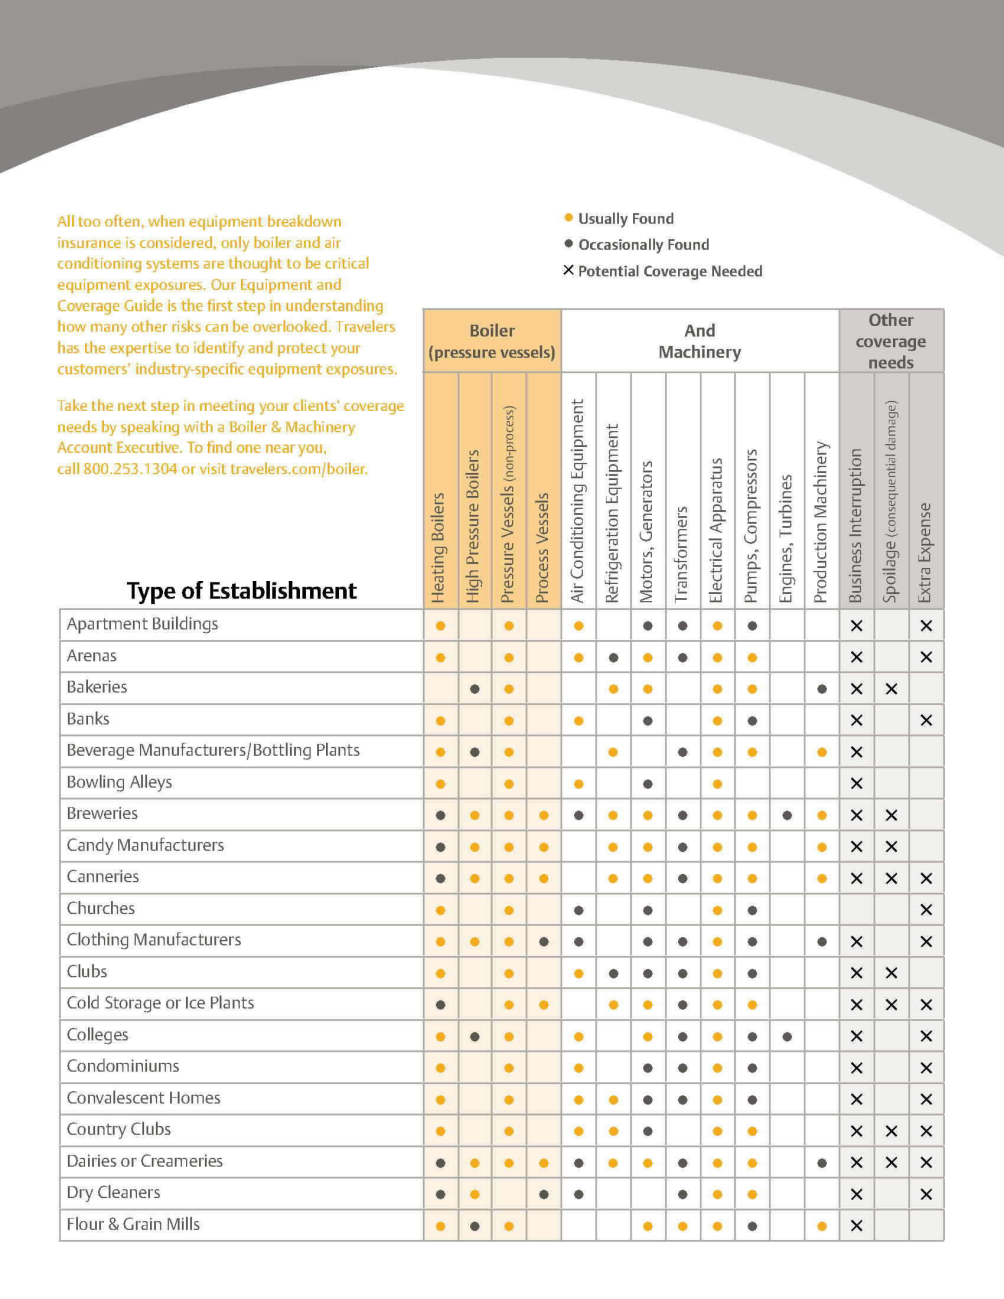 All too often, when equipment breakdown
insurance is considered, only boiler and air
conditioning systems are thought to be critical
equipment exposures. Our Equipment and
Coverage Guide is the first step in understanding
how many other risks can be overlooked. Travelers
has the expertise to identify and protect your
customers' industry-specific equipment exposures.
Take the next step in meeting your clients' coverage
needs by speaking with a Boiler & Machinery
Account Executive. To find one near you,
call 800.253.1304 or visit travelers.com/boiler.
● Usually Found
● Occasionally Found
✕ Potential Coverage Needed
Boiler
(pressure vessels)
And
Machinery
Other
coverage
needs
Type of Establishment
Heating Boilers
High Pressure Boilers
Pressure Vessels (non-process)
Process Vessels
Air Conditioning Equipment
Refrigeration Equipment
Motors, Generators
Transformers
Electrical Apparatus
Pumps, Compressors
Engines, Turbines
Production Machinery
Business Interruption
Spoilage (consequential damage)
Extra Expense
Apartment Buildings ● ● ● ● ● ● ● ✕ ✕
Arenas ● ● ● ● ● ● ● ● ✕ ✕
Bakeries ● ● ● ● ● ● ● ✕ ✕
Banks ● ● ● ● ● ● ✕ ✕
Beverage Manufacturers/Bottling Plants ● ● ● ● ● ● ● ● ✕
Bowling Alleys ● ● ● ● ● ✕
Breweries ● ● ● ● ● ● ● ● ● ● ● ● ✕ ✕
Candy Manufacturers ● ● ● ● ● ● ● ● ● ● ✕ ✕
Canneries ● ● ● ● ● ● ● ● ● ● ✕ ✕ ✕
Churches ● ● ● ● ● ● ✕
Clothing Manufacturers ● ● ● ● ● ● ● ● ● ● ✕ ✕
Clubs ● ● ● ● ● ● ● ● ✕ ✕
Cold Storage or Ice Plants ● ● ● ● ● ● ● ● ✕ ✕ ✕
Colleges ● ● ● ● ● ● ● ● ● ✕ ✕
Condominiums ● ● ● ● ● ● ● ✕ ✕
Convalescent Homes ● ● ● ● ● ● ● ● ✕ ✕
Country Clubs ● ● ● ● ● ● ● ✕ ✕ ✕
Dairies or Creameries ● ● ● ● ● ● ● ● ● ● ● ✕ ✕ ✕
Dry Cleaners ● ● ● ● ● ● ● ✕ ✕
Flour & Grain Mills ● ● ● ● ● ● ● ● ✕